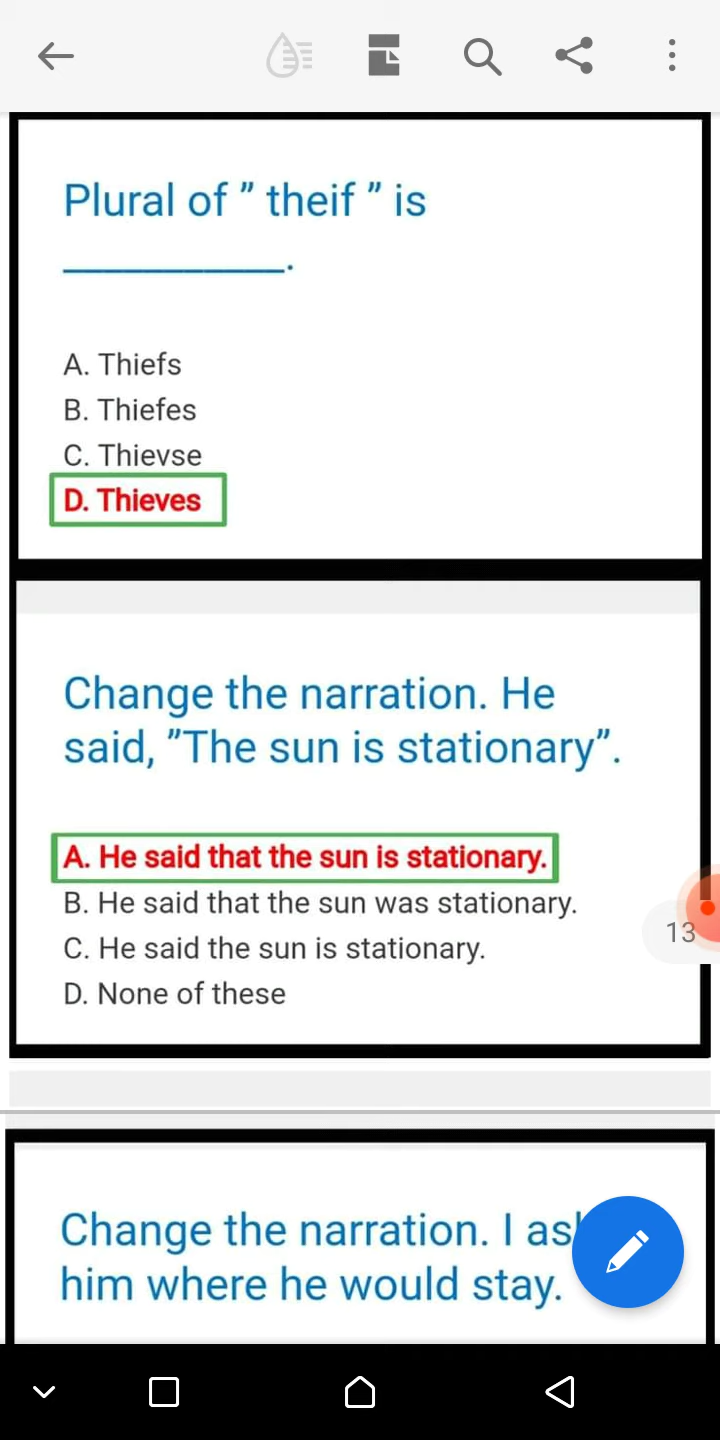 Plural of ” theif ” is
___________.
A. Thiefs
B. Thiefes
C. Thievse
D. Thieves
Change the narration. He
said, ”The sun is stationary”.
A. He said that the sun is stationary.
B. He said that the sun was stationary.
C. He said the sun is stationary.
D. None of these
13
Change the narration. I
him where he would stay.